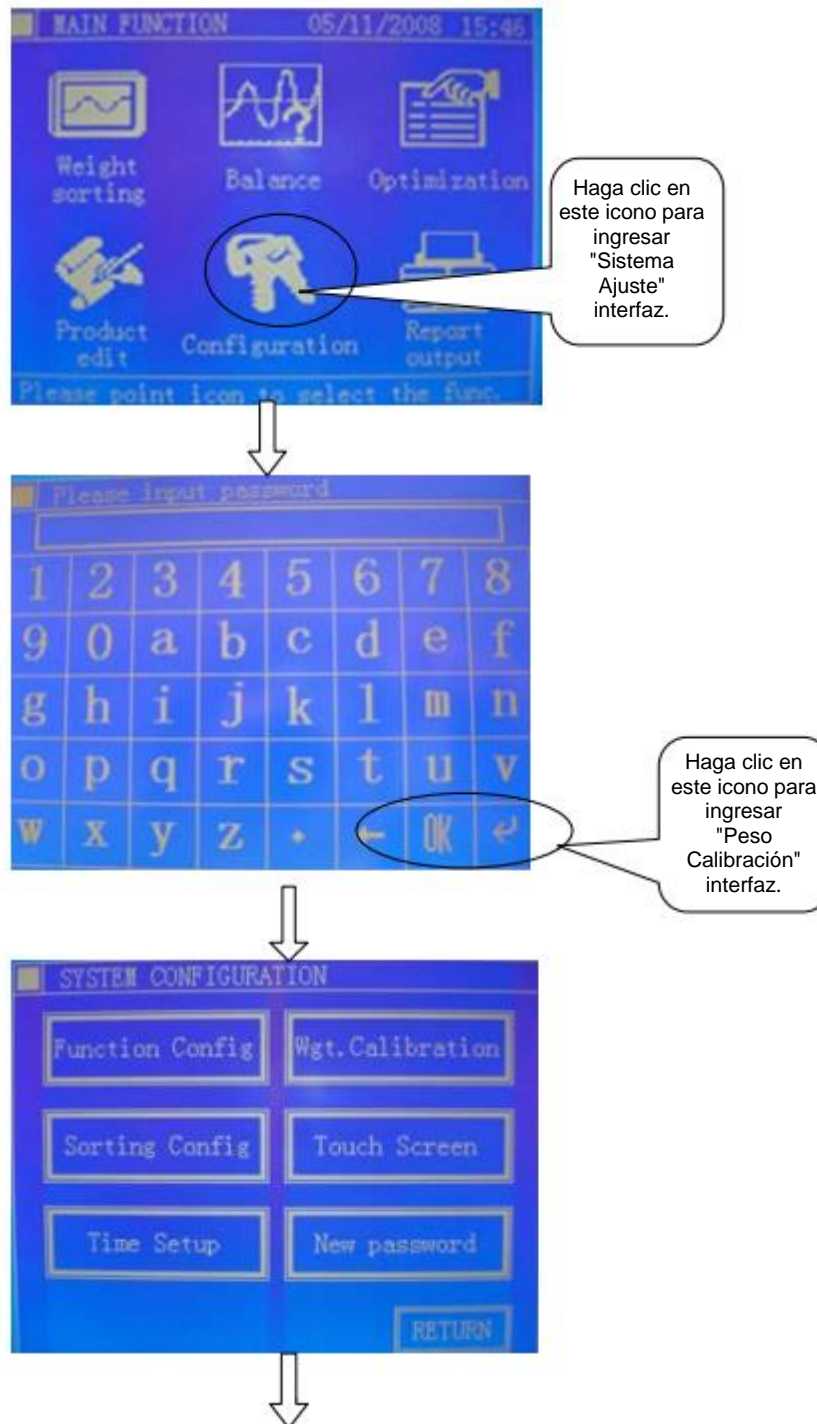 MAIN FUNCTION 05/11/2008 15:46
Weight
sorting
Balance
Optimization
Product
edit
Configuration
Report
output
Please point icon to select the func.
Haga clic en
este icono para
ingresar
"Sistema
Ajuste"
interfaz.
Please input password
1 2 3 4 5 6 7 8
9 0 a b c d e f
g h i j k l m n
o p q r s t u v
w x y z . ← OK ↵
Haga clic en
este icono para
ingresar
"Peso
Calibración"
interfaz.
SYSTEM CONFIGURATION
Function Config Wgt.Calibration
Sorting Config Touch Screen
Time Setup New password
RETURN